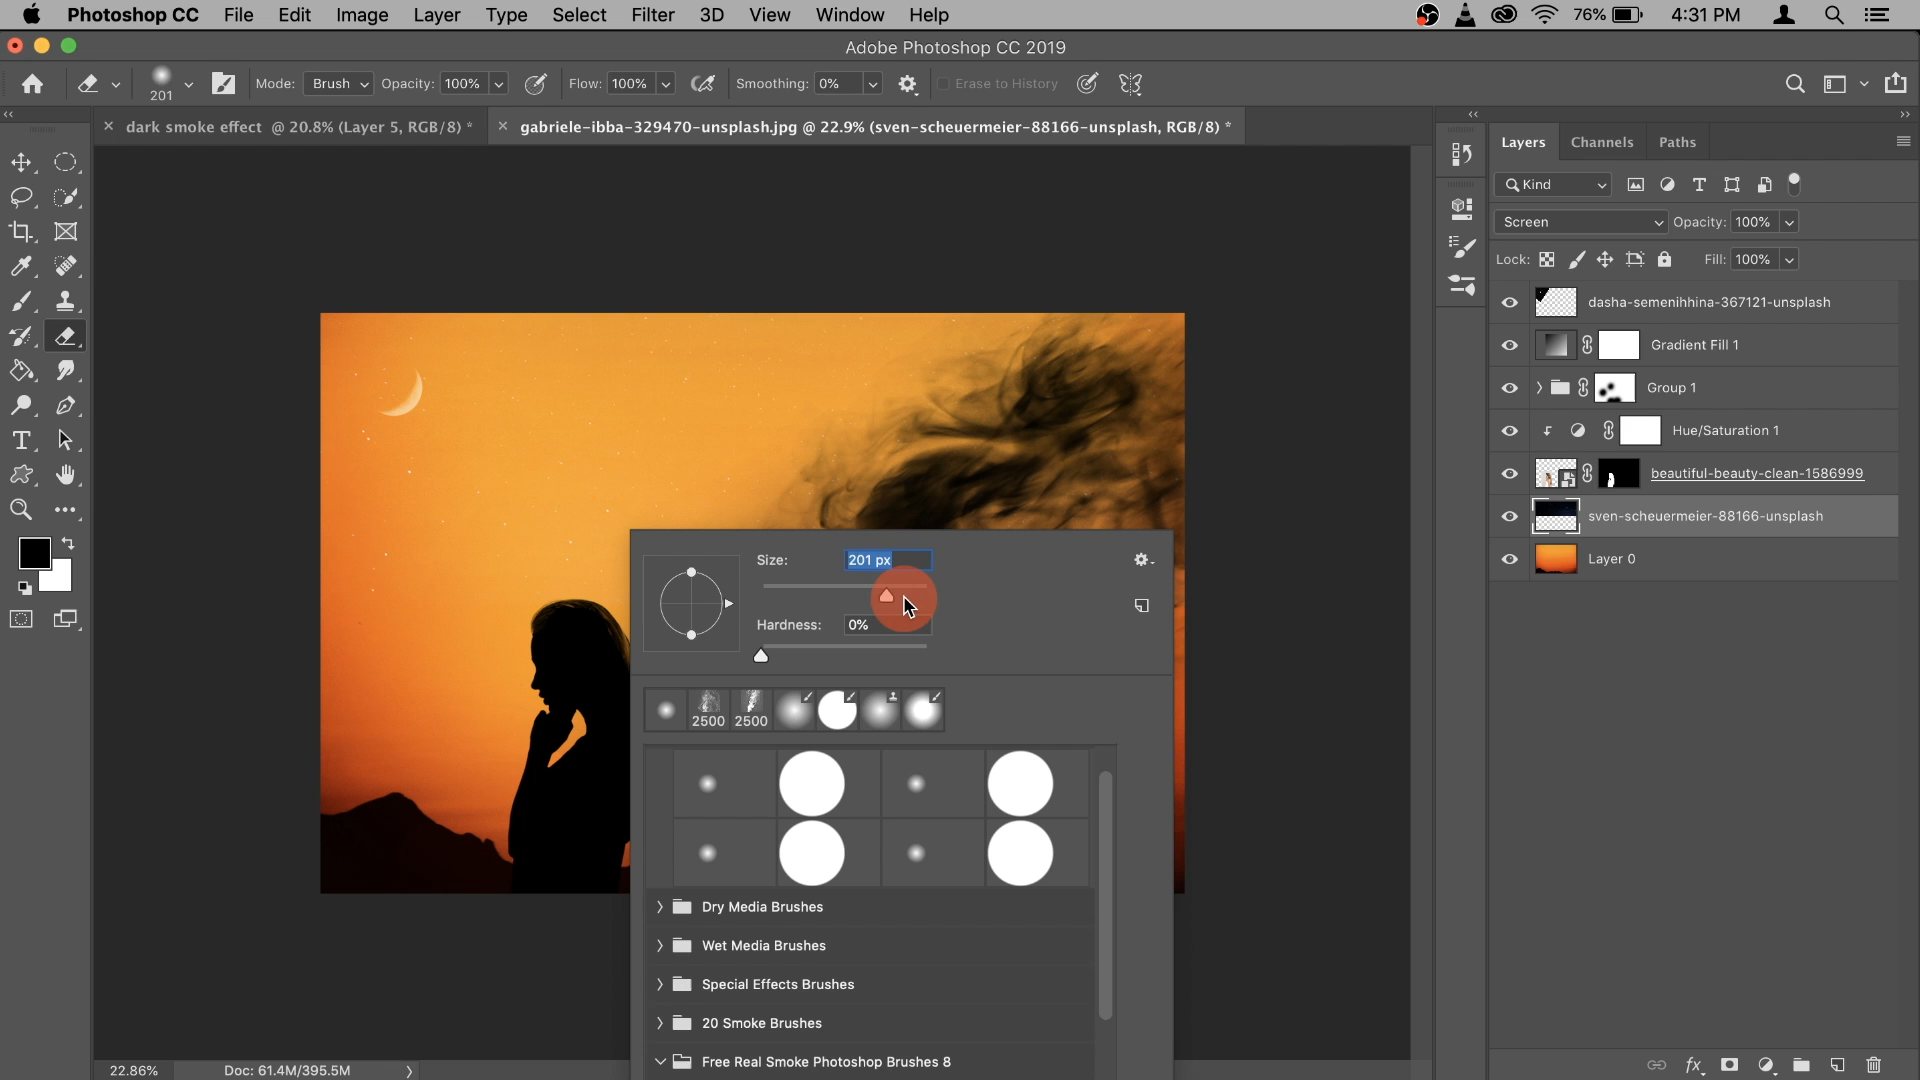 Photoshop CC File Edit Image Layer Type Select Filter 3D View Window Help 76% 4:31 PM
Adobe Photoshop CC 2019
201 Mode: Brush Opacity: 100% Flow: 100% Smoothing: 0% Erase to History
dark smoke effect @ 20.8% (Layer 5, RGB/8) *
gabriele-ibba-329470-unsplash.jpg @ 22.9% (sven-scheuermeier-88166-unsplash, RGB/8) *
Layers Channels Paths
Kind
Screen Opacity: 100%
Lock: Fill: 100%
dasha-semenihhina-367121-unsplash
Gradient Fill 1
Group 1
Hue/Saturation 1
beautiful-beauty-clean-1586999
sven-scheuermeier-88166-unsplash
Layer 0
Size: 201 px
Hardness: 0%
2500 2500
Dry Media Brushes
Wet Media Brushes
Special Effects Brushes
20 Smoke Brushes
Free Real Smoke Photoshop Brushes 8
22.86% Doc: 61.4M/395.5M
fx